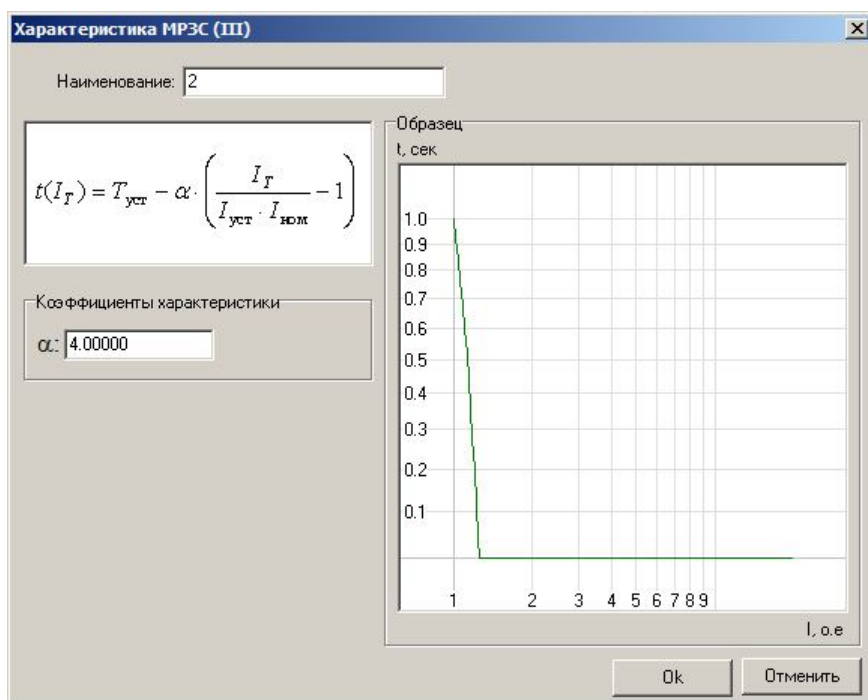 Характеристика МРЗС (III)
Наименование: 2
t(I_T) = T_уст − α · (I_T / (I_уст · I_ном) − 1)
Коэффициенты характеристики
α: 4.00000
Образец
t, сек
1.0
0.9
0.8
0.7
0.6
0.5
0.4
0.3
0.2
0.1
1 2 3 4 5 6 7 8 9
I, о.е
Ok Отменить